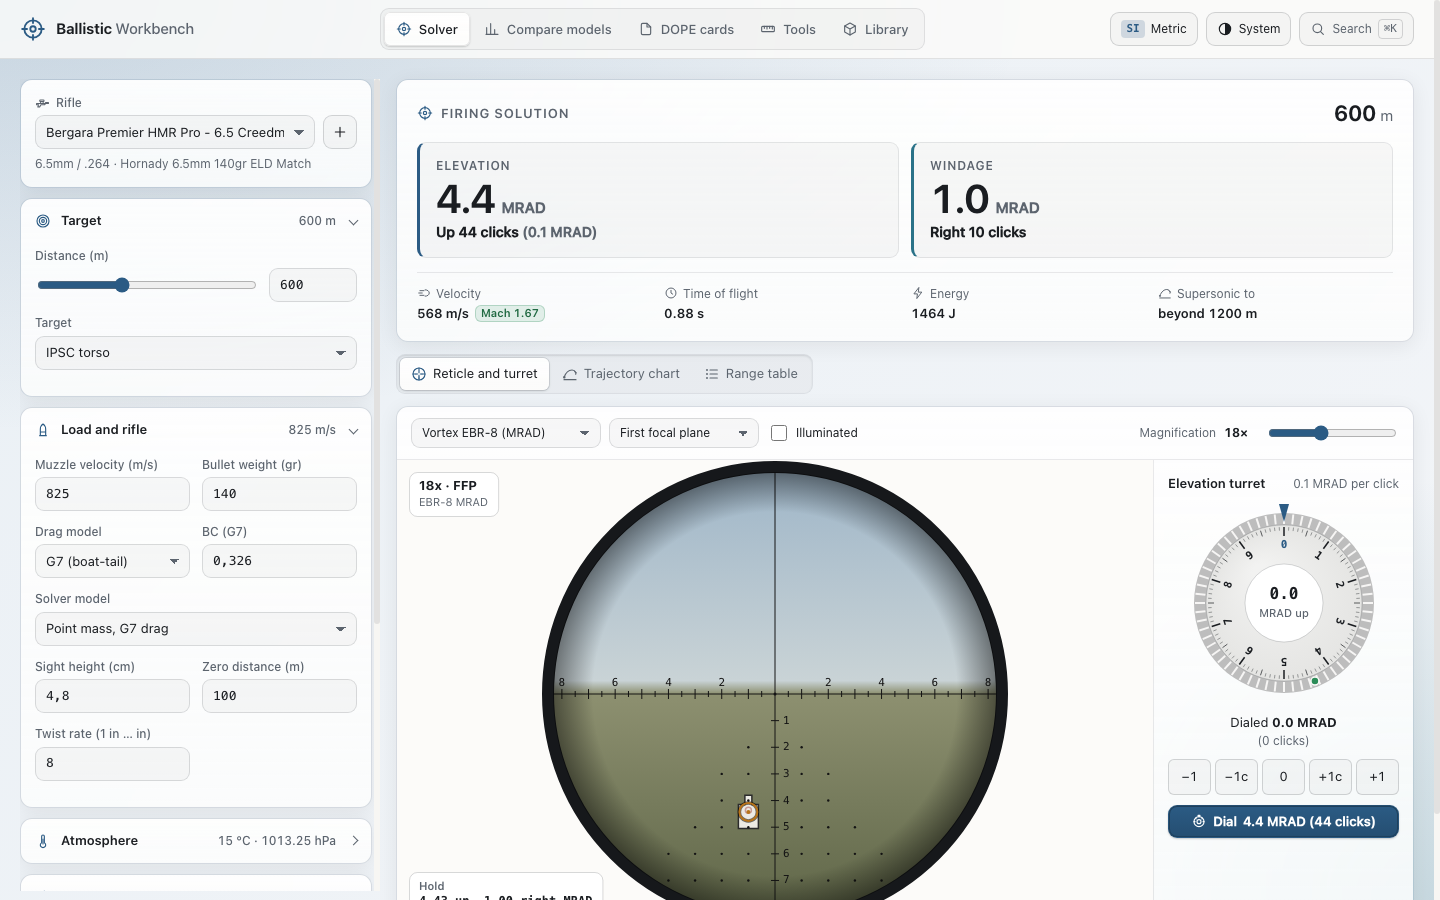 Ballistic Workbench
Solver
Compare models
DOPE cards
Tools
Library
SI Metric
System
Search ⌘K
Rifle
Bergara Premier HMR Pro - 6.5 Creedm
+
6.5mm / .264 · Hornady 6.5mm 140gr ELD Match
Target 600 m
Distance (m)
600
Target
IPSC torso
Load and rifle 825 m/s
Muzzle velocity (m/s) Bullet weight (gr)
825 140
Drag model BC (G7)
G7 (boat-tail) 0,326
Solver model
Point mass, G7 drag
Sight height (cm) Zero distance (m)
4,8 100
Twist rate (1 in ... in)
8
Atmosphere 15 °C · 1013.25 hPa
FIRING SOLUTION 600 m
ELEVATION
4.4 MRAD
Up 44 clicks (0.1 MRAD)
WINDAGE
1.0 MRAD
Right 10 clicks
Velocity
568 m/s Mach 1.67
Time of flight
0.88 s
Energy
1464 J
Supersonic to
beyond 1200 m
Reticle and turret
Trajectory chart
Range table
Vortex EBR-8 (MRAD)
First focal plane
Illuminated
Magnification 18×
18x · FFP
EBR-8 MRAD
8 6 4 2 2 4 6 8
1
2
3
4
5
6
7
Hold
4.43 up, 1.00 right MRAD
Elevation turret 0.1 MRAD per click
0 1 2 3 4 5 6 7 8 9
0.0
MRAD up
Dialed 0.0 MRAD
(0 clicks)
−1 −1c 0 +1c +1
Dial 4.4 MRAD (44 clicks)